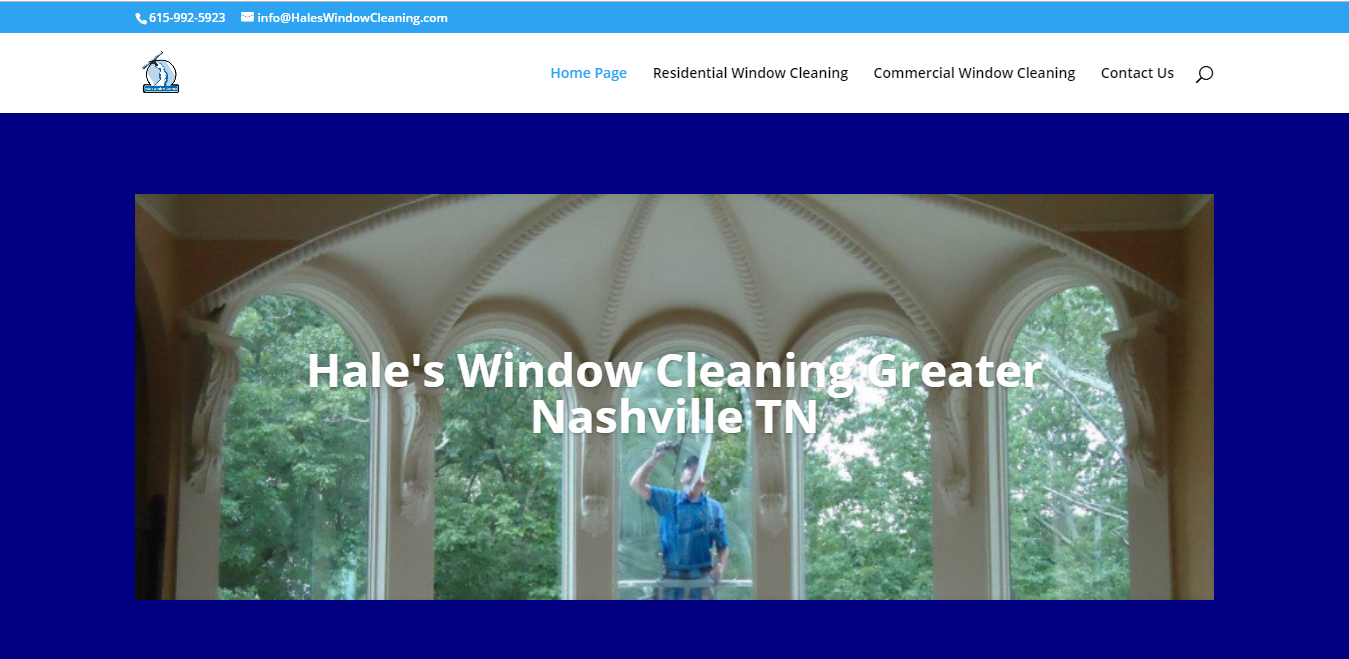 615-992-5923 info@HalesWindowCleaning.com
Home Page Residential Window Cleaning Commercial Window Cleaning Contact Us
Hale's Window Cleaning Greater
Nashville TN